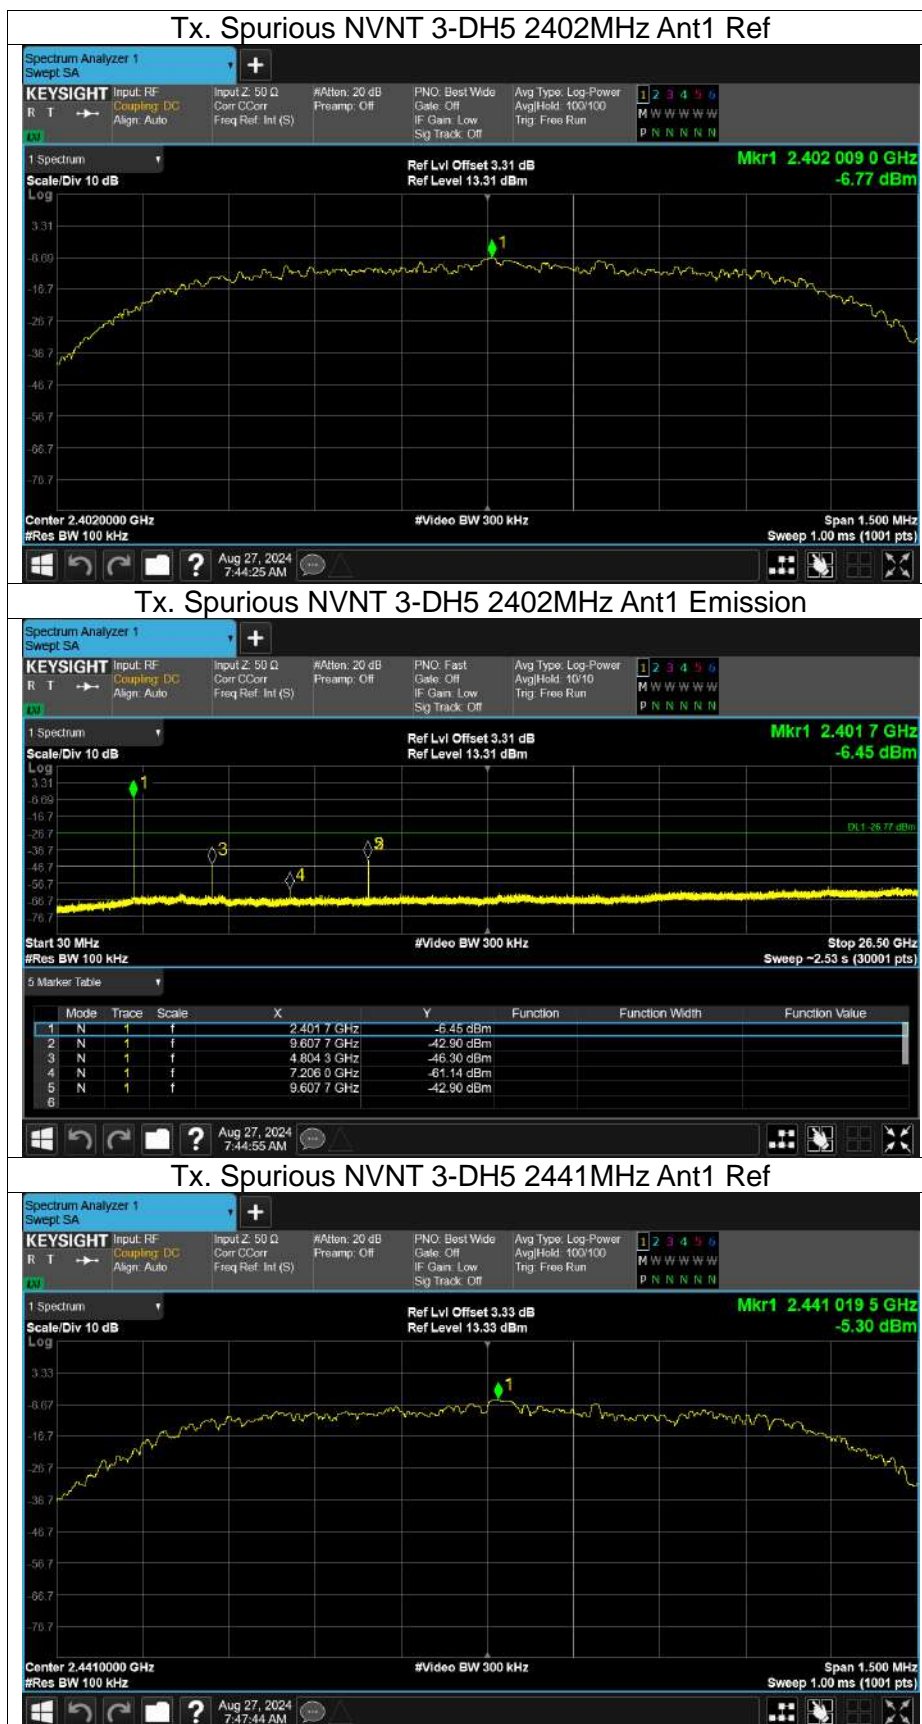 Tx. Spurious NVNT 3-DH5 2402MHz Ant1 Ref
Spectrum Analyzer 1
Swept SA
+
KEYSIGHT Input: RF Input Z: 50 Ω #Atten: 20 dB PNO: Best Wide Avg Type: Log-Power 1 2 3 4 5 6
R T Coupling: DC Corr CCorr Preamp: Off Gate: Off Avg|Hold: 100/100 M W W W W W
Align: Auto Freq Ref: Int (S) IF Gain: Low Trig: Free Run
Sig Track: Off P N N N N N
1 Spectrum
Scale/Div 10 dB
Ref Lvl Offset 3.31 dB
Ref Level 13.31 dBm
Mkr1 2.402 009 0 GHz
-6.77 dBm
Log
3.31
-6.69
-16.7
-26.7
-36.7
-46.7
-56.7
-66.7
-76.7
1
Center 2.4020000 GHz #Video BW 300 kHz Span 1.500 MHz
#Res BW 100 kHz Sweep 1.00 ms (1001 pts)
? Aug 27, 2024
7:44:25 AM
Tx. Spurious NVNT 3-DH5 2402MHz Ant1 Emission
Spectrum Analyzer 1
Swept SA
+
KEYSIGHT Input: RF Input Z: 50 Ω #Atten: 20 dB PNO: Fast Avg Type: Log-Power 1 2 3 4 5 6
R T Coupling: DC Corr CCorr Preamp: Off Gate: Off Avg|Hold: 10/10 M W W W W W
Align: Auto Freq Ref: Int (S) IF Gain: Low Trig: Free Run
Sig Track: Off P N N N N N
1 Spectrum
Scale/Div 10 dB
Ref Lvl Offset 3.31 dB
Ref Level 13.31 dBm
Mkr1 2.401 7 GHz
-6.45 dBm
Log
3.31
-6.69
-16.7
-26.7
-36.7
-46.7
-56.7
-66.7
-76.7
1
3
4
DL1 -26.77 dBm
Start 30 MHz #Video BW 300 kHz Stop 26.50 GHz
#Res BW 100 kHz Sweep ~2.53 s (30001 pts)
5 Marker Table
Mode Trace Scale X Y Function Function Width Function Value
1 N 1 f 2.401 7 GHz -6.45 dBm
2 N 1 f 9.607 7 GHz -42.90 dBm
3 N 1 f 4.804 3 GHz -46.30 dBm
4 N 1 f 7.206 0 GHz -61.14 dBm
5 N 1 f 9.607 7 GHz -42.90 dBm
6
? Aug 27, 2024
7:44:55 AM
Tx. Spurious NVNT 3-DH5 2441MHz Ant1 Ref
Spectrum Analyzer 1
Swept SA
+
KEYSIGHT Input: RF Input Z: 50 Ω #Atten: 20 dB PNO: Best Wide Avg Type: Log-Power 1 2 3 4 5 6
R T Coupling: DC Corr CCorr Preamp: Off Gate: Off Avg|Hold: 100/100 M W W W W W
Align: Auto Freq Ref: Int (S) IF Gain: Low Trig: Free Run
Sig Track: Off P N N N N N
1 Spectrum
Scale/Div 10 dB
Ref Lvl Offset 3.33 dB
Ref Level 13.33 dBm
Mkr1 2.441 019 5 GHz
-5.30 dBm
Log
3.33
-6.67
-16.7
-26.7
-36.7
-46.7
-56.7
-66.7
-76.7
1
Center 2.4410000 GHz #Video BW 300 kHz Span 1.500 MHz
#Res BW 100 kHz Sweep 1.00 ms (1001 pts)
? Aug 27, 2024
7:47:44 AM